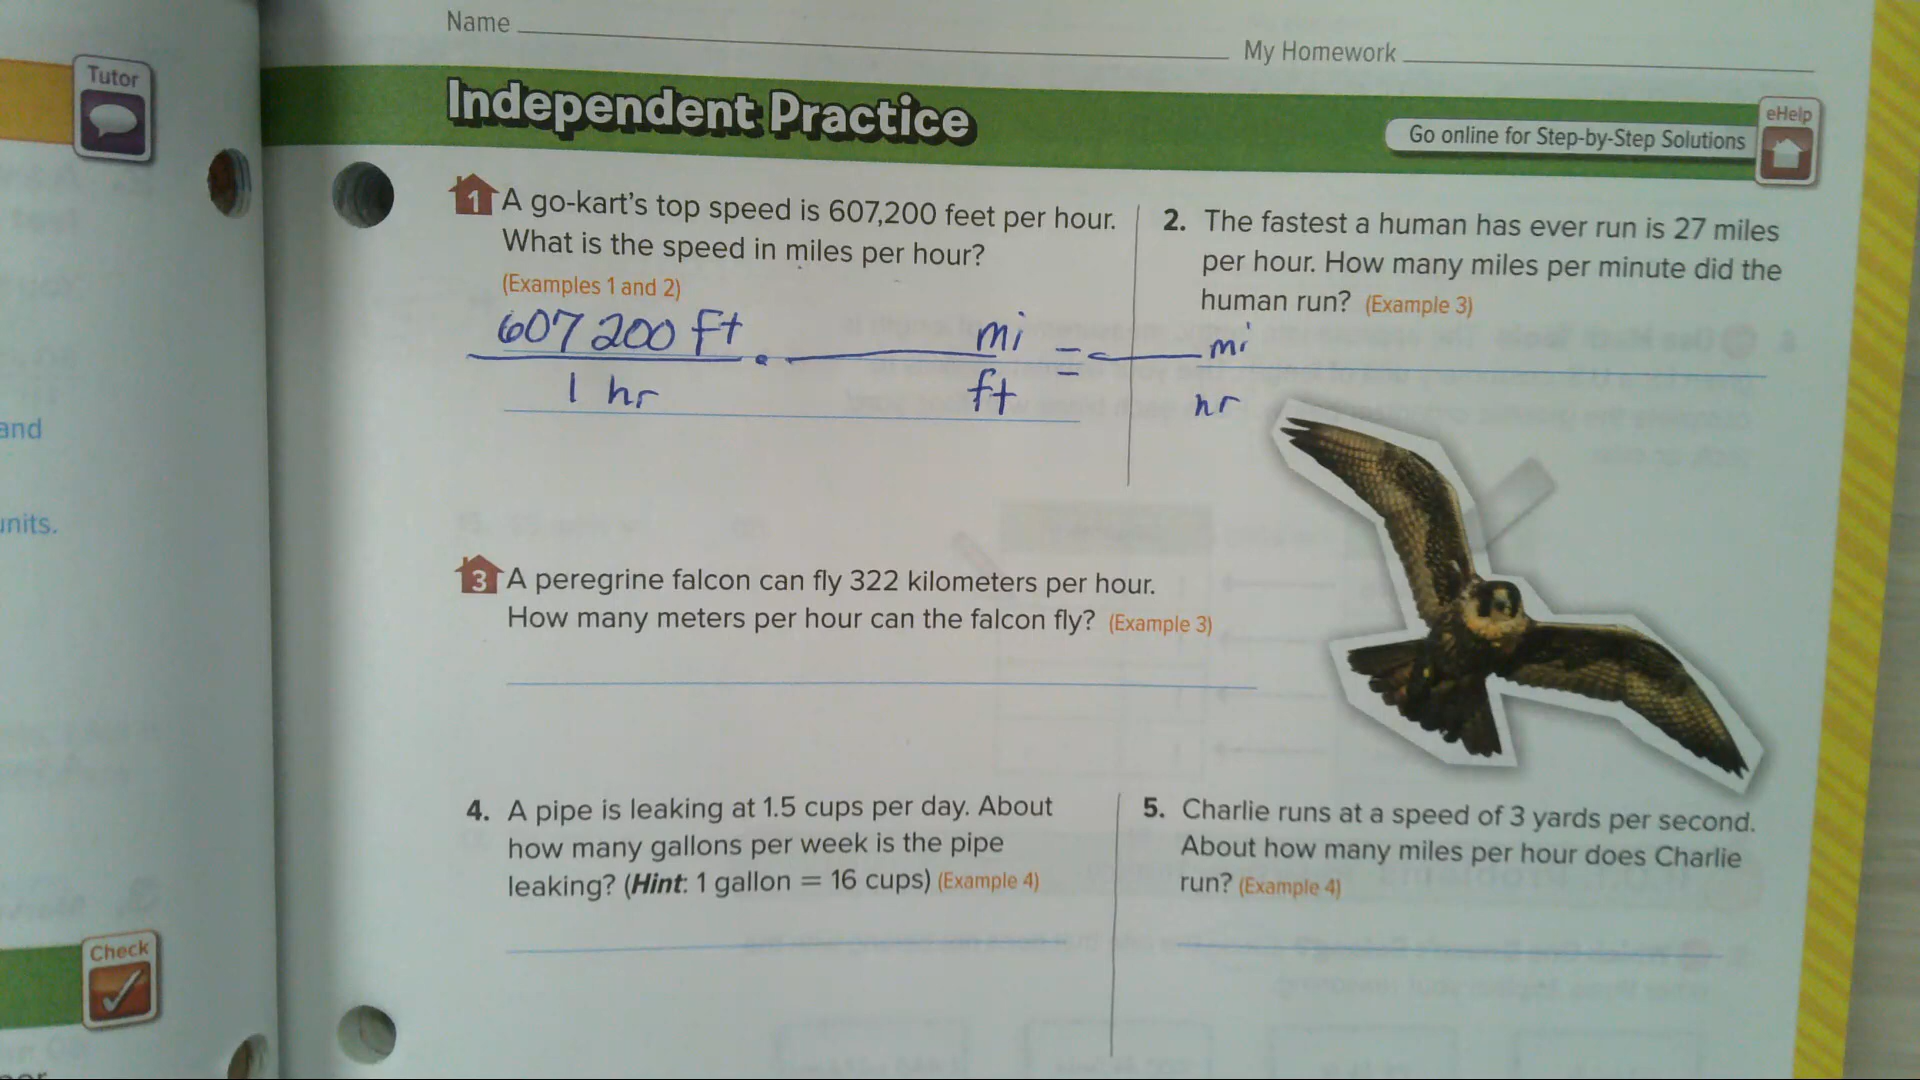 Name
My Homework
Tutor
Independent Practice
Go online for Step-by-Step Solutions
eHelp
1 A go-kart's top speed is 607,200 feet per hour.
What is the speed in miles per hour?
(Examples 1 and 2)
607 200 ft
1 hr
·
mi
ft
=
mi
hr
2. The fastest a human has ever run is 27 miles
per hour. How many miles per minute did the
human run? (Example 3)
and
units.
3 A peregrine falcon can fly 322 kilometers per hour.
How many meters per hour can the falcon fly? (Example 3)
4. A pipe is leaking at 1.5 cups per day. About
how many gallons per week is the pipe
leaking? (Hint: 1 gallon = 16 cups) (Example 4)
5. Charlie runs at a speed of 3 yards per second.
About how many miles per hour does Charlie
run? (Example 4)
Check